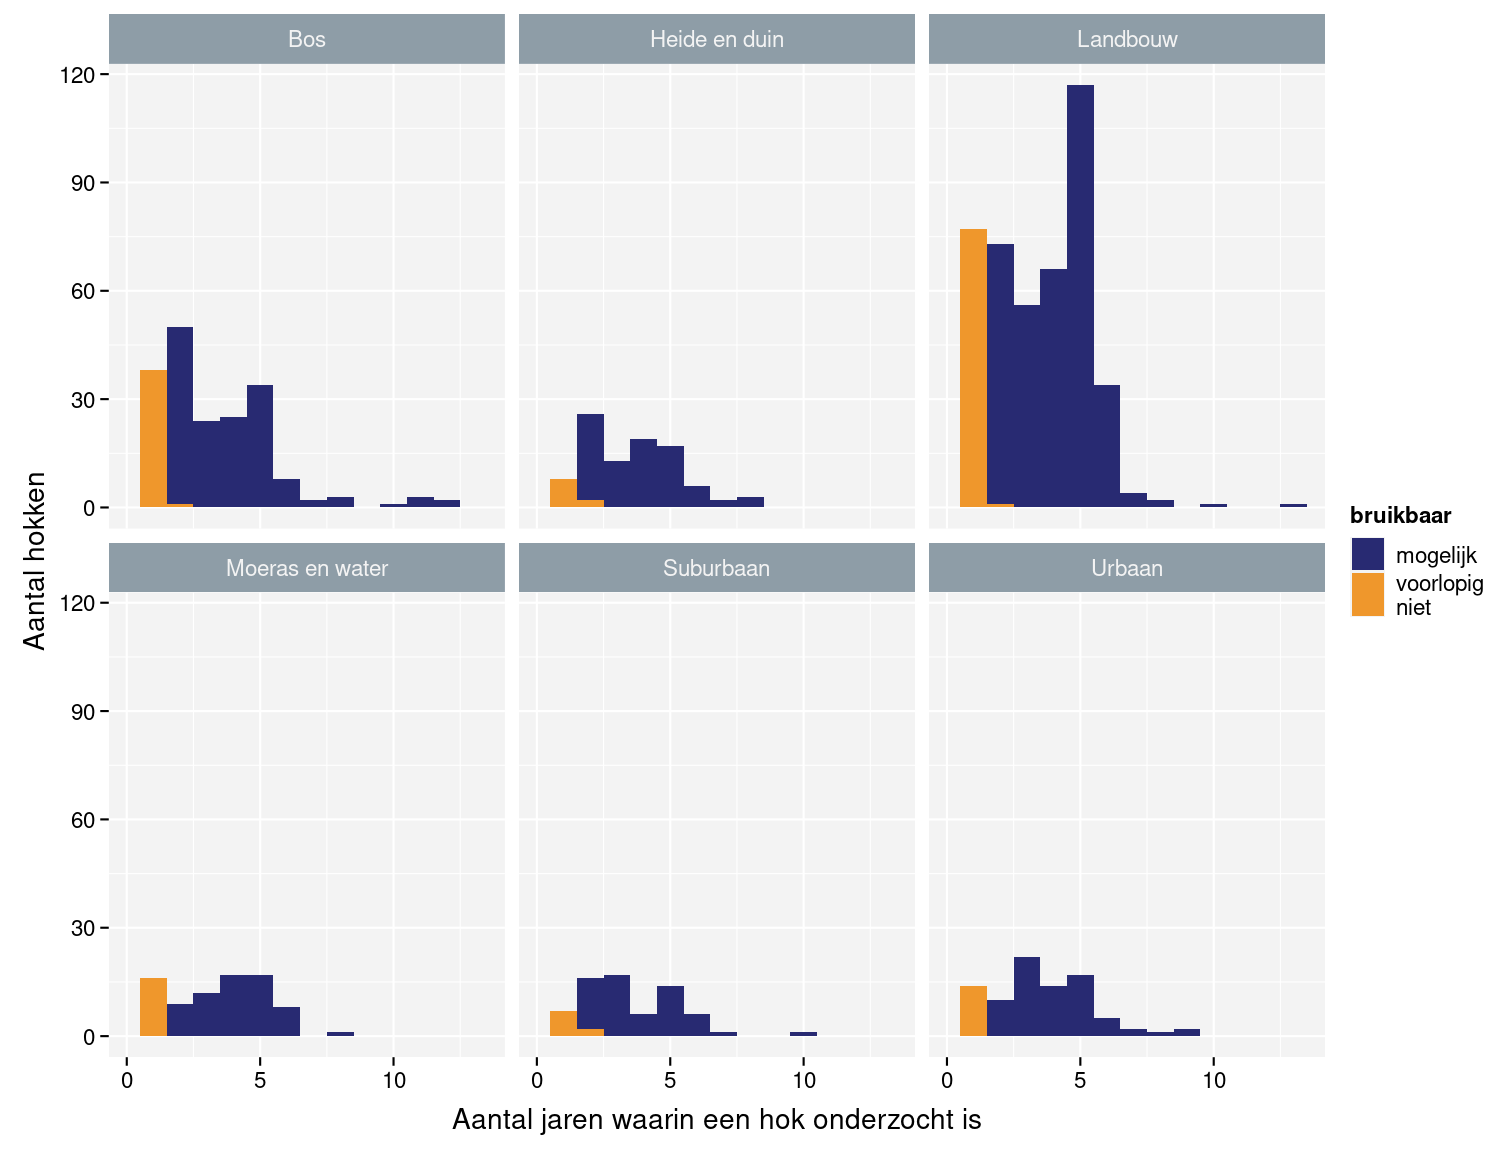 Bos
Heide en duin
Landbouw
120
90
60
30
0
Moeras en water
Suburbaan
Urbaan
120
90
60
30
0
0 5 10
0 5 10
0 5 10
Aantal jaren waarin een hok onderzocht is
Aantal hokken
bruikbaar
mogelijk
voorlopig
niet